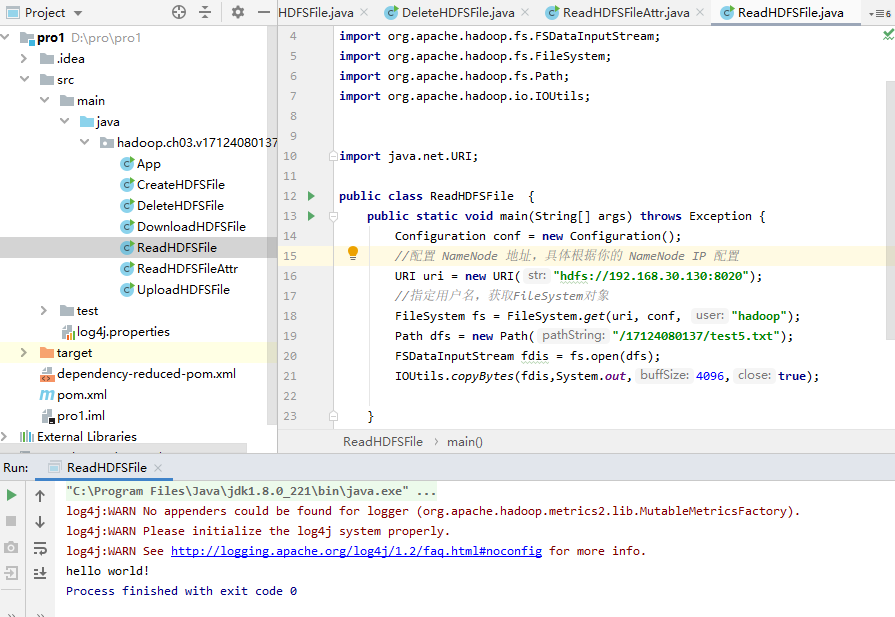 Project
HDFSFile.java
DeleteHDFSFile.java
ReadHDFSFileAttr.java
ReadHDFSFile.java
6
pro1 D:\pro\pro1
.idea
src
main
java
hadoop.ch03.v17124080137
App
CreateHDFSFile
DeleteHDFSFile
DownloadHDFSFile
ReadHDFSFile
ReadHDFSFileAttr
UploadHDFSFile
test
log4j.properties
target
dependency-reduced-pom.xml
pom.xml
pro1.iml
External Libraries
4 import org.apache.hadoop.fs.FSDataInputStream;
5 import org.apache.hadoop.fs.FileSystem;
6 import org.apache.hadoop.fs.Path;
7 import org.apache.hadoop.io.IOUtils;
8
9
10 import java.net.URI;
11
12 public class ReadHDFSFile  {
13 public static void main(String[] args) throws Exception {
14 Configuration conf = new Configuration();
15 //配置 NameNode 地址，具体根据你的 NameNode IP 配置
16 URI uri = new URI( str: "hdfs://192.168.30.130:8020");
17 //指定用户名，获取FileSystem对象
18 FileSystem fs = FileSystem.get(uri, conf, user: "hadoop");
19 Path dfs = new Path( pathString: "/17124080137/test5.txt");
20 FSDataInputStream fdis = fs.open(dfs);
21 IOUtils.copyBytes(fdis,System.out, buffSize: 4096, close: true);
22
23 }
ReadHDFSFile › main()
Run: ReadHDFSFile
"C:\Program Files\Java\jdk1.8.0_221\bin\java.exe" ...
log4j:WARN No appenders could be found for logger (org.apache.hadoop.metrics2.lib.MutableMetricsFactory).
log4j:WARN Please initialize the log4j system properly.
log4j:WARN See http://logging.apache.org/log4j/1.2/faq.html#noconfig for more info.
hello world!
Process finished with exit code 0